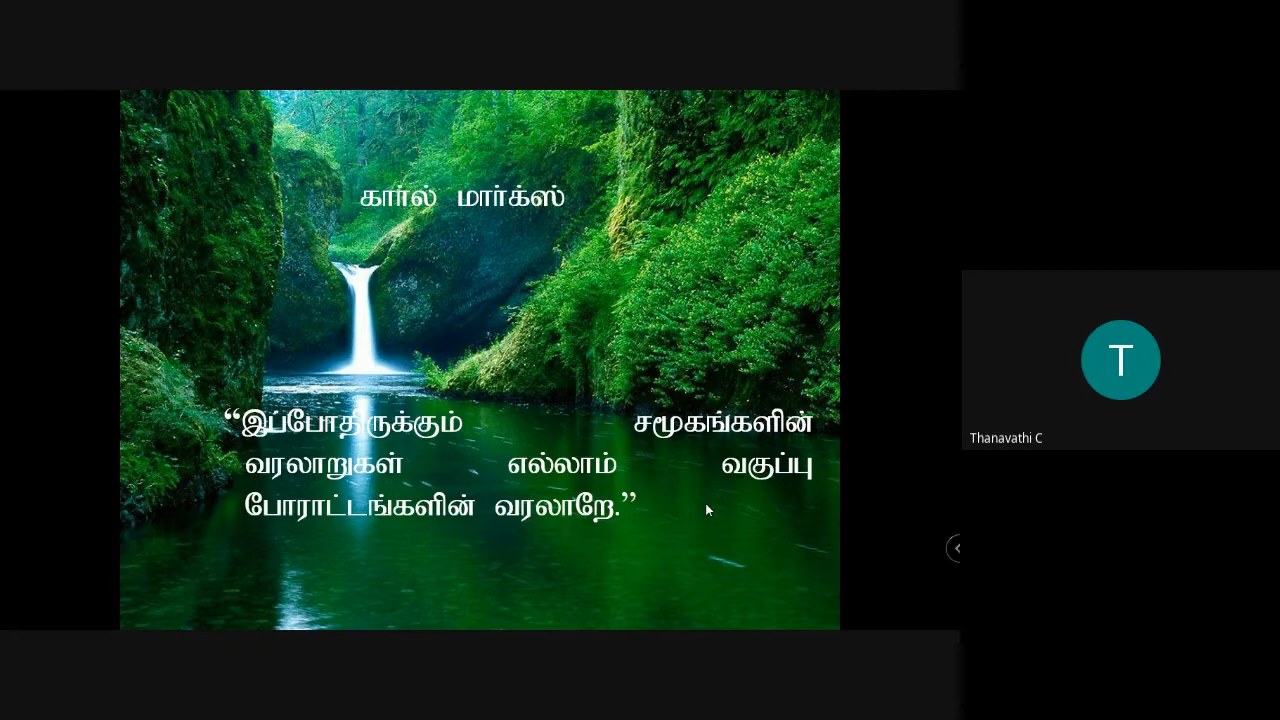 கார்ல் மார்க்ஸ்
“இப்போதிருக்கும் சமூகங்களின்
வரலாறுகள் எல்லாம் வகுப்பு
போராட்டங்களின் வரலாறே.”
T
Thanavathi C